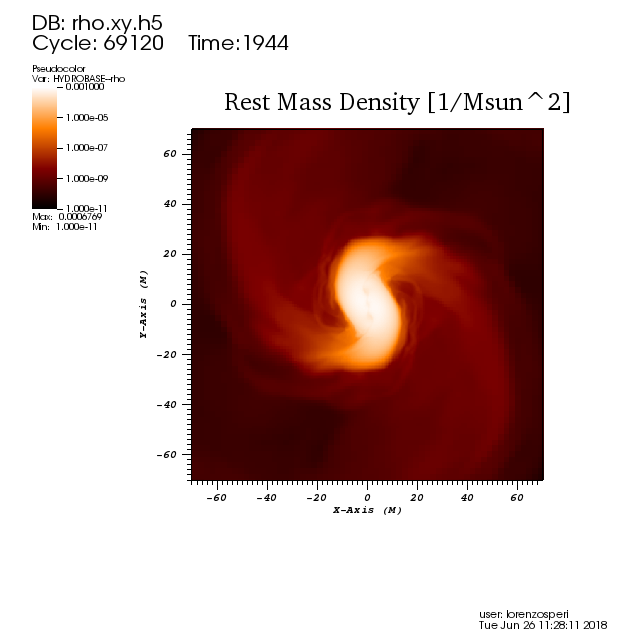 DB: rho.xy.h5
Cycle: 69120 Time:1944
Pseudocolor
Var: HYDROBASE--rho
0.001000
1.000e-05
1.000e-07
1.000e-09
1.000e-11
Max: 0.0006769
Min: 1.000e-11
Rest Mass Density [1/Msun^2]
60
40
20
0
-20
-40
-60
Y-Axis (M)
-60 -40 -20 0 20 40 60
X-Axis (M)
user: lorenzosperi
Tue Jun 26 11:28:11 2018